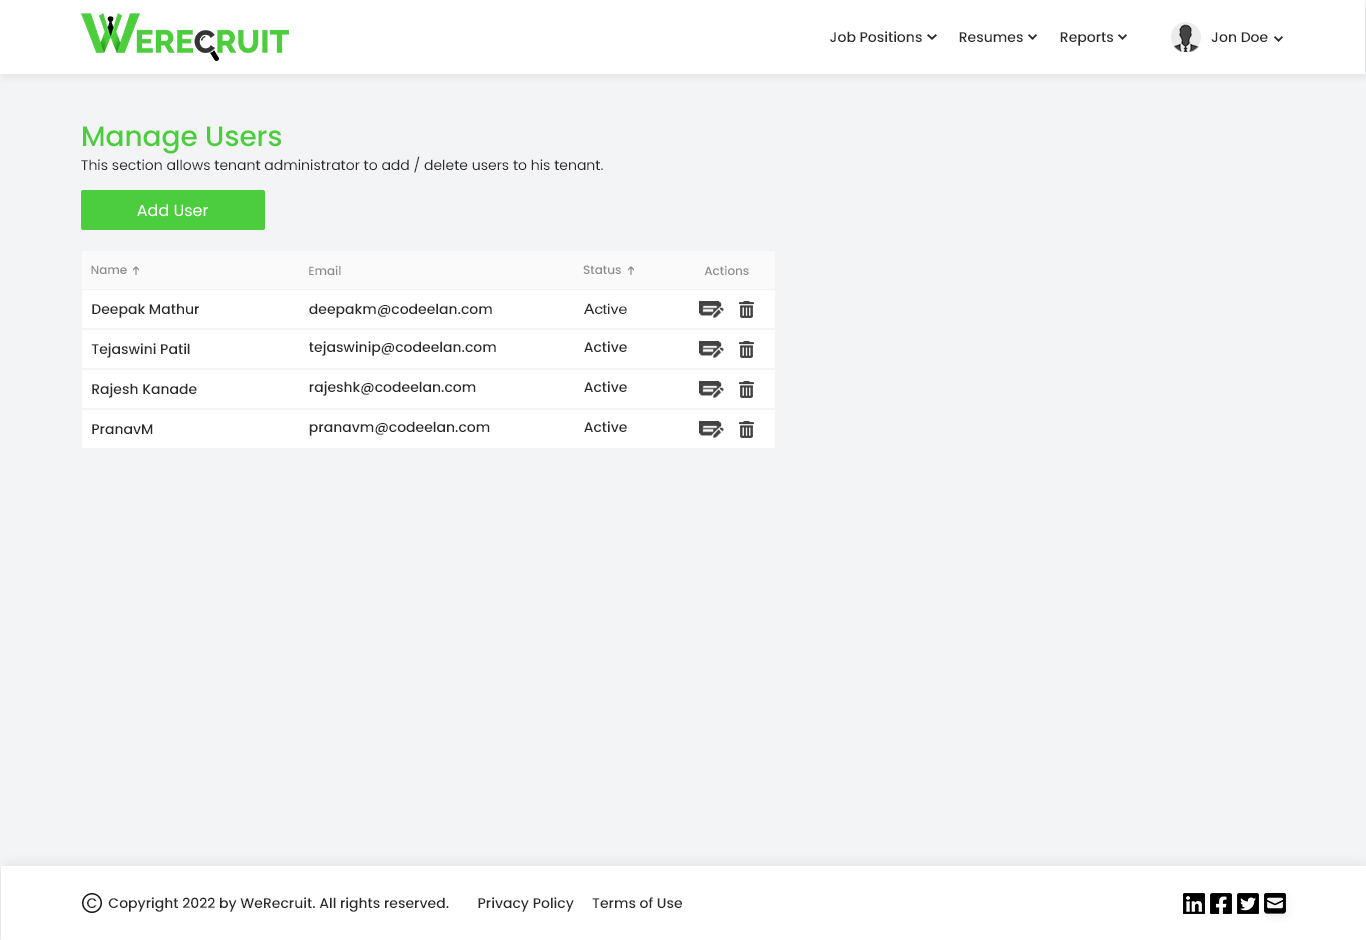 WERECRUIT
Job Positions Resumes Reports Jon Doe
Manage Users
This section allows tenant administrator to add / delete users to his tenant.
Add User
Name ↑ Email Status ↑ Actions
Deepak Mathur deepakm@codeelan.com Active
Tejaswini Patil tejaswinip@codeelan.com Active
Rajesh Kanade rajeshk@codeelan.com Active
PranavM pranavm@codeelan.com Active
© Copyright 2022 by WeRecruit. All rights reserved. Privacy Policy Terms of Use